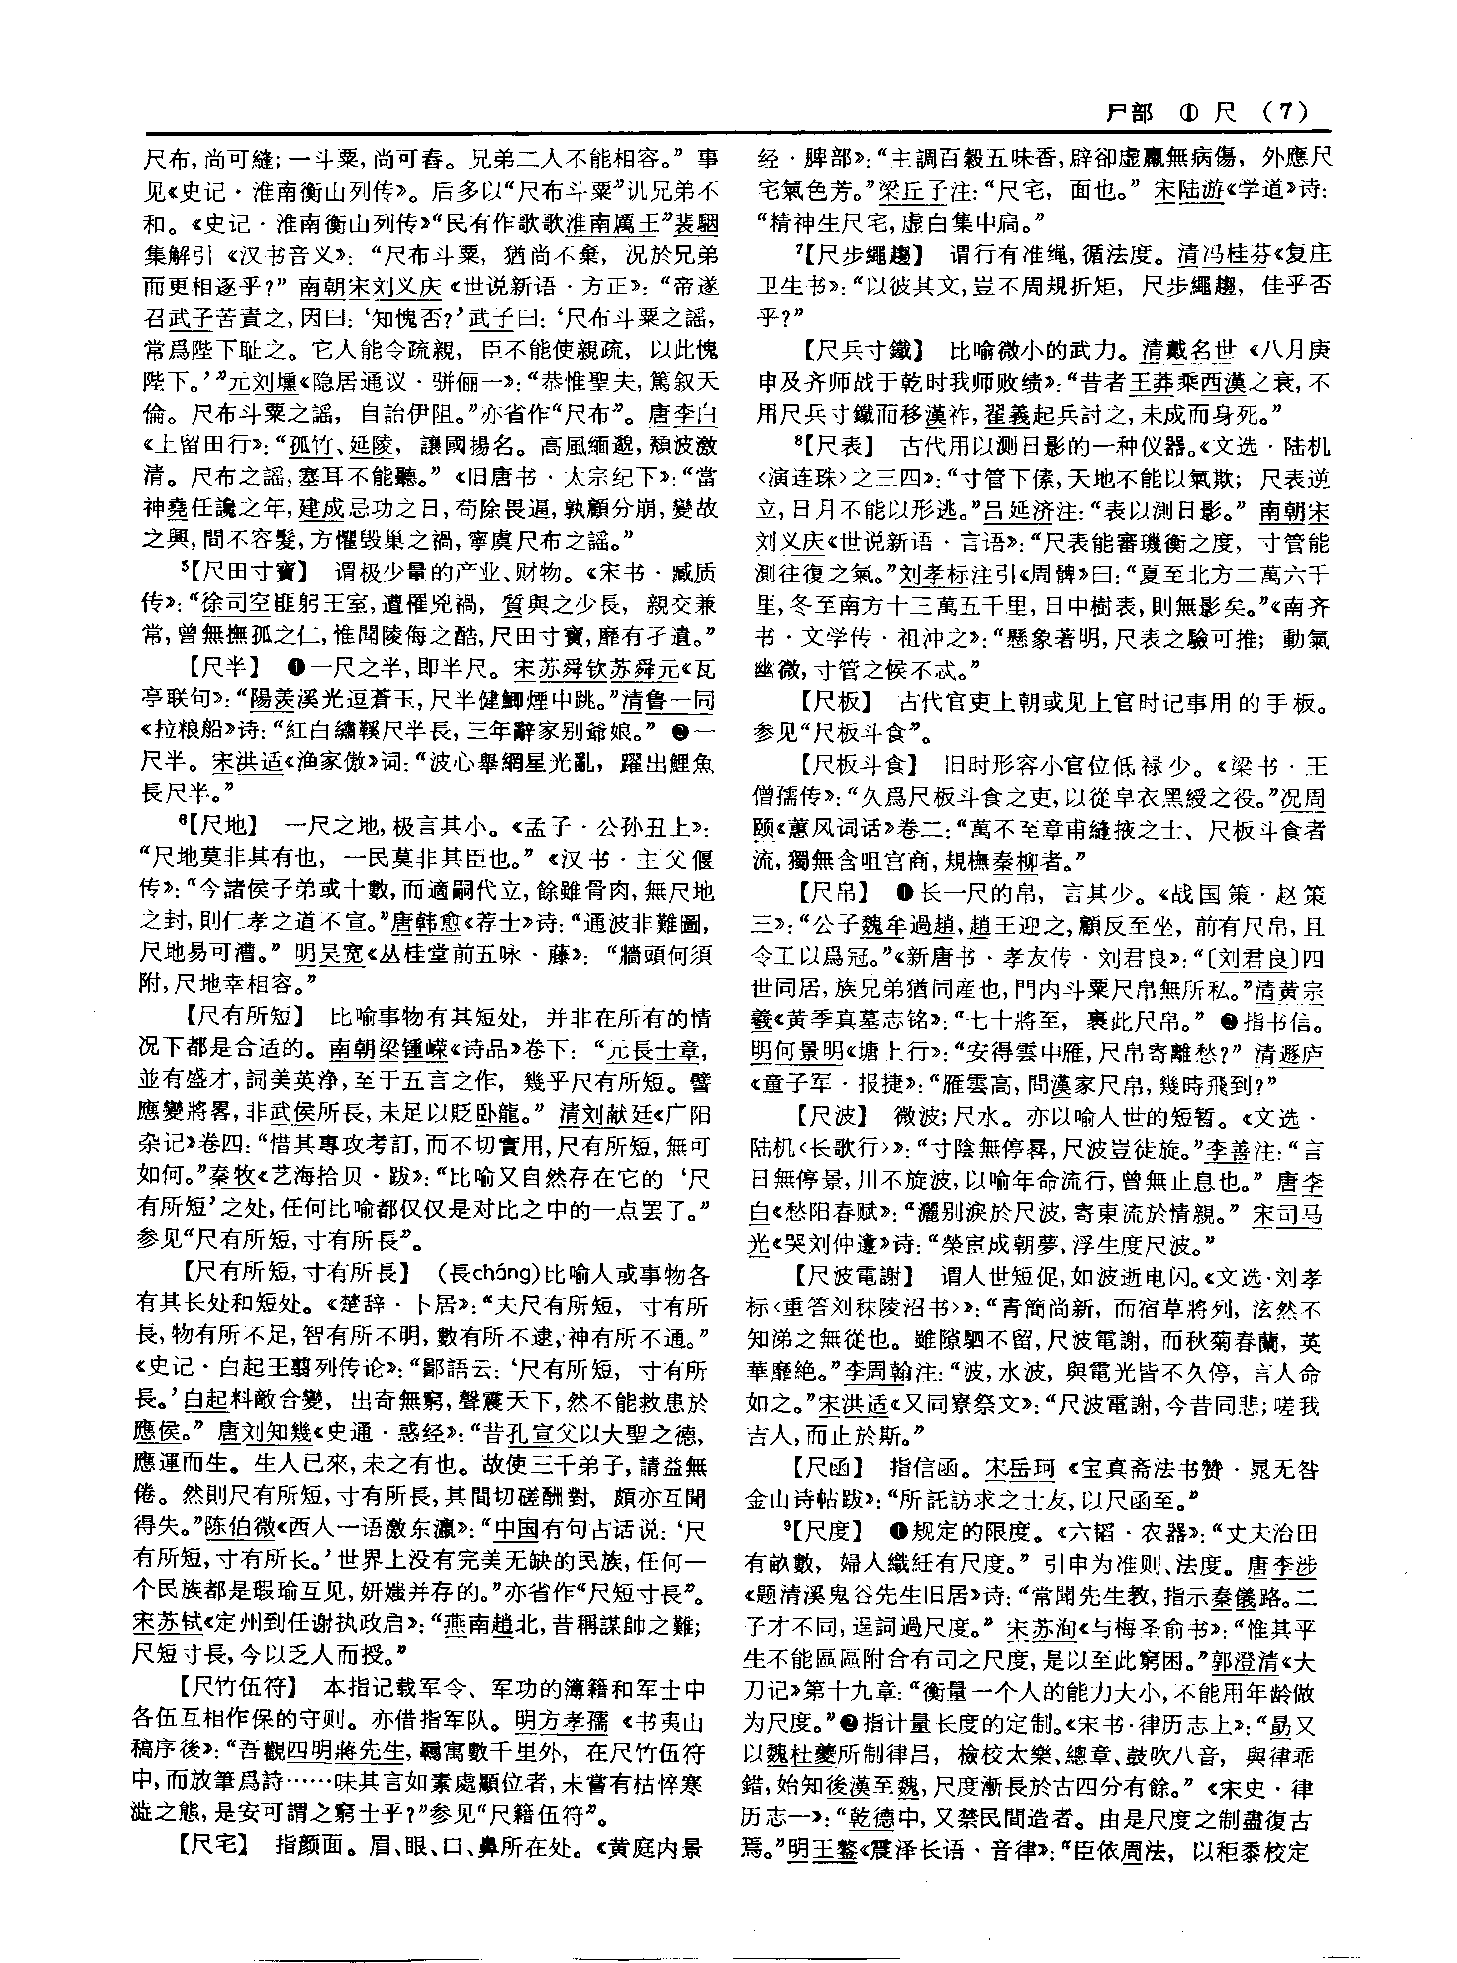 尸部 ① 尺 (7)
尺布,尚可縫;一斗粟,尚可舂。兄弟二人不能相容。”事
见《史记·淮南衡山列传》。后多以“尺布斗粟”讥兄弟不
和。《史记·淮南衡山列传》“民有作歌歌淮南厲王”裴駰
集解引《汉书音义》:“尺布斗粟,猶尚不棄,況於兄弟
而更相逐乎?”南朝宋刘义庆《世说新语·方正》:“帝遂
召武子苦責之,因曰:‘知愧否?’武子曰:‘尺布斗粟之謡,
常爲陛下耻之。它人能令疏親,臣不能使親疏,以此愧
陛下。’”元刘壎《隐居通议·骈俪一》:“恭惟聖夫,篤叙天
倫。尺布斗粟之謡,自詒伊阻。”亦省作“尺布”。唐李白
《上留田行》:“孤竹、延陵,讓國揚名。高風緬邈,頽波激
清。尺布之謡,塞耳不能聽。”《旧唐书·太宗纪下》:“當
神堯任讒之年,建成忌功之日,苟除畏逼,孰顧分崩,變故
之興,間不容髮,方懼毁巢之禍,寧虞尺布之謡。”
⁵【尺田寸寶】 谓极少量的产业、财物。《宋书·臧质
传》:“徐司空匪躬王室,遭罹兇禍,質與之少長,親交兼
常,曾無撫孤之仁,惟聞陵侮之酷,尺田寸寶,靡有孑遺。”
【尺半】 ❶一尺之半,即半尺。宋苏舜钦苏舜元《瓦
亭联句》:“陽羨溪光逗蒼玉,尺半健鯽煙中跳。”清鲁一同
《拉粮船》诗:“紅白繡鞵尺半長,三年辭家别爺娘。”❷一
尺半。宋洪适《渔家傲》词:“波心舉網星光亂,躍出鯉魚
長尺半。”
⁶【尺地】 一尺之地,极言其小。《孟子·公孙丑上》:
“尺地莫非其有也,一民莫非其臣也。”《汉书·主父偃
传》:“今諸侯子弟或十數,而適嗣代立,餘雖骨肉,無尺地
之封,則仁孝之道不宣。”唐韩愈《荐士》诗:“通波非難圖,
尺地易可漕。”明吴宽《丛桂堂前五咏·藤》:“牆頭何須
附,尺地幸相容。”
【尺有所短】 比喻事物有其短处,并非在所有的情
况下都是合适的。南朝梁锺嵘《诗品》卷下:“元長士章,
並有盛才,詞美英净,至于五言之作,幾乎尺有所短。譬
應變將畧,非武侯所長,未足以貶卧龍。”清刘献廷《广阳
杂记》卷四:“惜其專攻考訂,而不切實用,尺有所短,無可
如何。”秦牧《艺海拾贝·跋》:“比喻又自然存在它的‘尺
有所短’之处,任何比喻都仅仅是对比之中的一点罢了。”
参见“尺有所短,寸有所長”。
【尺有所短,寸有所長】 (長cháng)比喻人或事物各
有其长处和短处。《楚辞·卜居》:“夫尺有所短,寸有所
長,物有所不足,智有所不明,數有所不逮,神有所不通。”
《史记·白起王翦列传论》:“鄙語云:‘尺有所短,寸有所
長。’白起料敵合變,出奇無窮,聲震天下,然不能救患於
應侯。”唐刘知幾《史通·惑经》:“昔孔宣父以大聖之德,
應運而生。生人已來,未之有也。故使三千弟子,請益無
倦。然則尺有所短,寸有所長,其間切磋酬對,頗亦互聞
得失。”陈伯微《西人一语激东瀛》:“中国有句古话说:‘尺
有所短,寸有所长。’世界上没有完美无缺的民族,任何一
个民族都是瑕瑜互见,妍媸并存的。”亦省作“尺短寸長”。
宋苏轼《定州到任谢执政启》:“燕南趙北,昔稱謀帥之難;
尺短寸長,今以乏人而授。”
【尺竹伍符】 本指记载军令、军功的簿籍和军士中
各伍互相作保的守则。亦借指军队。明方孝孺《书夷山
稿序後》:“吾觀四明蔣先生,羈寓數千里外,在尺竹伍符
中,而放筆爲詩……味其言如素處顯位者,未嘗有枯悴寒
澁之態,是安可謂之窮士乎?”参见“尺籍伍符”。
【尺宅】 指颜面。眉、眼、口、鼻所在处。《黄庭内景
经·脾部》:“主調百穀五味香,辟卻虚羸無病傷,外應尺
宅氣色芳。”梁丘子注:“尺宅,面也。”宋陆游《学道》诗:
“精神生尺宅,虚白集中扃。”
⁷【尺步繩趨】 谓行有准绳,循法度。清冯桂芬《复庄
卫生书》:“以彼其文,豈不周規折矩,尺步繩趨,佳乎否
乎?”
【尺兵寸鐵】 比喻微小的武力。清戴名世《八月庚
申及齐师战于乾时我师败绩》:“昔者王莽乘西漢之衰,不
用尺兵寸鐵而移漢祚,翟義起兵討之,未成而身死。”
⁸【尺表】 古代用以测日影的一种仪器。《文选·陆机
〈演连珠〉之三四》:“寸管下傃,天地不能以氣欺;尺表逆
立,日月不能以形逃。”吕延济注:“表以測日影。”南朝宋
刘义庆《世说新语·言语》:“尺表能審璣衡之度,寸管能
測往復之氣。”刘孝标注引《周髀》曰:“夏至北方二萬六千
里,冬至南方十三萬五千里,日中樹表,則無影矣。”《南齐
书·文学传·祖沖之》:“懸象著明,尺表之驗可推;動氣
幽微,寸管之候不忒。”
【尺板】 古代官吏上朝或见上官时记事用的手板。
参见“尺板斗食”。
【尺板斗食】 旧时形容小官位低禄少。《梁书·王
僧孺传》:“久爲尺板斗食之吏,以從皁衣黑綬之役。”况周
颐《蕙风词话》卷二:“萬不至章甫縫掖之士、尺板斗食者
流,獨無含咀宫商,規橅秦柳者。”
【尺帛】 ❶长一尺的帛,言其少。《战国策·赵策
三》:“公子魏牟過趙,趙王迎之,顧反至坐,前有尺帛,且
令工以爲冠。”《新唐书·孝友传·刘君良》:“〔刘君良〕四
世同居,族兄弟猶同産也,門内斗粟尺帛無所私。”清黄宗
羲《黄季真墓志铭》:“七十將至,裹此尺帛。”❷指书信。
明何景明《塘上行》:“安得雲中雁,尺帛寄離愁?”清遯庐
《童子军·报捷》:“雁雲高,問漢家尺帛,幾時飛到?”
【尺波】 微波;尺水。亦以喻人世的短暂。《文选·
陆机〈长歌行〉》:“寸陰無停晷,尺波豈徒旋。”李善注:“言
日無停景,川不旋波,以喻年命流行,曾無止息也。”唐李
白《愁阳春赋》:“灑别淚於尺波,寄東流於情親。”宋司马
光《哭刘仲逢》诗:“榮宦成朝夢,浮生度尺波。”
【尺波電謝】 谓人世短促,如波逝电闪。《文选·刘孝
标〈重答刘秣陵沼书〉》:“青簡尚新,而宿草將列,泫然不
知涕之無從也。雖隙駟不留,尺波電謝,而秋菊春蘭,英
華靡絶。”李周翰注:“波,水波,與電光皆不久停,言人命
如之。”宋洪适《又同寮祭文》:“尺波電謝,今昔同悲;嗟我
吉人,而止於斯。”
【尺函】 指信函。宋岳珂《宝真斋法书赞·晁无咎
金山诗帖跋》:“所託訪求之士友,以尺函至。”
⁹【尺度】 ❶规定的限度。《六韬·农器》:“丈夫治田
有畝數,婦人織紝有尺度。”引申为准则、法度。唐李涉
《题清溪鬼谷先生旧居》诗:“常聞先生教,指示秦儀路。二
子才不同,逞詞過尺度。”宋苏洵《与梅圣俞书》:“惟其平
生不能區區附合有司之尺度,是以至此窮困。”郭澄清《大
刀记》第十九章:“衡量一个人的能力大小,不能用年龄做
为尺度。”❷指计量长度的定制。《宋书·律历志上》:“勗又
以魏杜夔所制律吕,檢校太樂、總章、鼓吹八音,與律乖
錯,始知後漢至魏,尺度漸長於古四分有餘。”《宋史·律
历志一》:“乾德中,又禁民間造者。由是尺度之制盡復古
焉。”明王鏊《震泽长语·音律》:“臣依周法,以秬黍校定